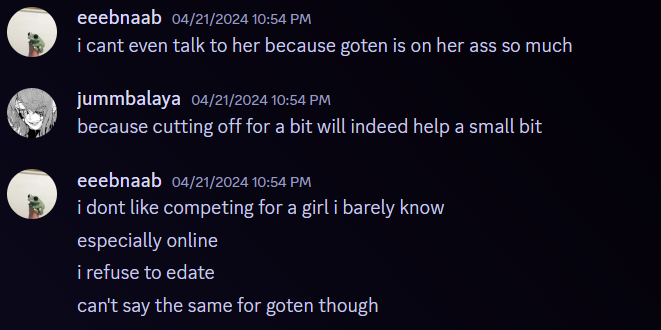 eeebnaab 04/21/2024 10:54 PM
i cant even talk to her because goten is on her ass so much
jummbalaya 04/21/2024 10:54 PM
because cutting off for a bit will indeed help a small bit
eeebnaab 04/21/2024 10:54 PM
i dont like competing for a girl i barely know
especially online
i refuse to edate
can't say the same for goten though